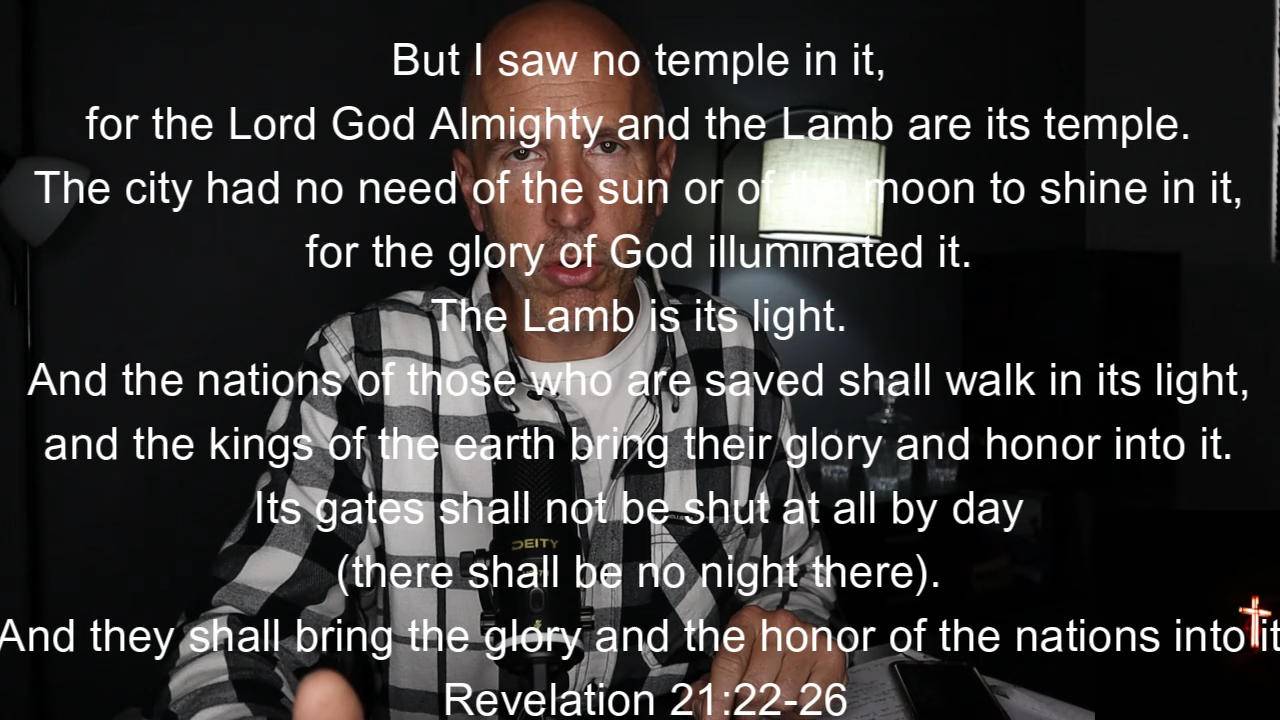 But I saw no temple in it,
for the Lord God Almighty and the Lamb are its temple.
The city had no need of the sun or of the moon to shine in it,
for the glory of God illuminated it.
The Lamb is its light.
And the nations of those who are saved shall walk in its light,
and the kings of the earth bring their glory and honor into it.
Its gates shall not be shut at all by day
DEITY
(there shall be no night there).
And they shall bring the glory and the honor of the nations into it
Revelation 21:22-26